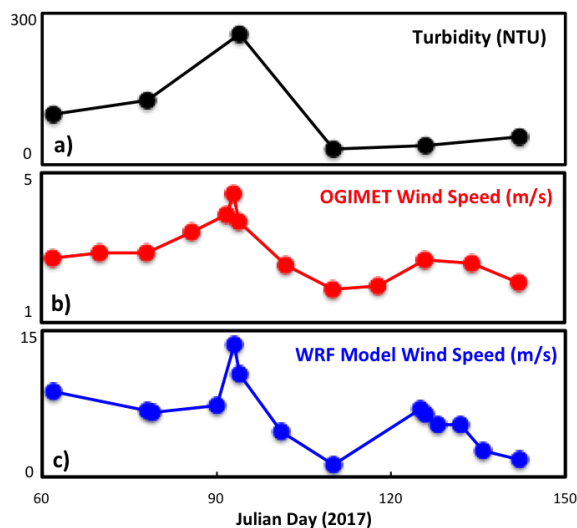 300
Turbidity (NTU)
0
a)
5
OGIMET Wind Speed (m/s)
1
b)
15
WRF Model Wind Speed (m/s)
0
c)
60 90 120 150
Julian Day (2017)